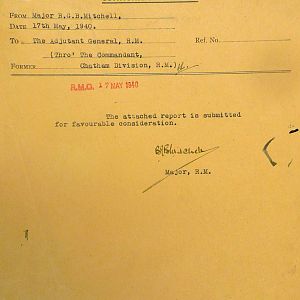 FROM Major B.G.B.Mitchell,
DATE 17th May, 1940.
TO The Adjutant General, R.M. Ref. No.
(Thro' The Commandant,
FORMER Chatham Division, R.M.)
R.M.O. 17 MAY 1940
The attached report is submitted
for favourable consideration.
Major, R.M.